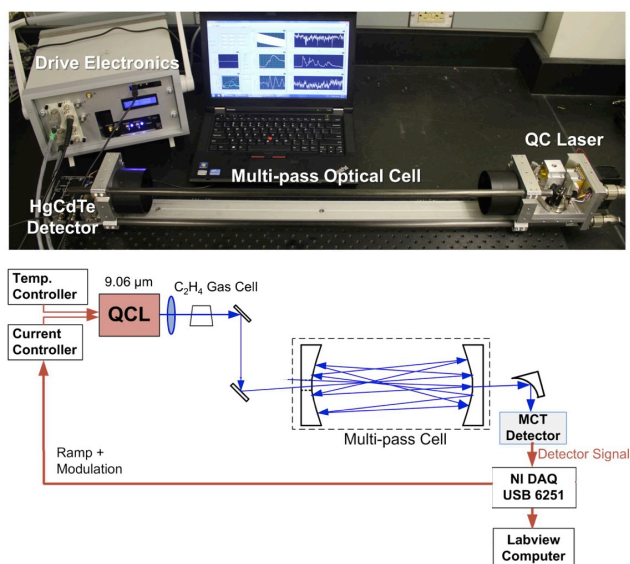 Drive Electronics
QC Laser
Multi-pass Optical Cell
HgCdTe
Detector
Temp.
Controller
9.06 µm
C₂H₄ Gas Cell
QCL
Current
Controller
MCT
Detector
Multi-pass Cell
Detector Signal
Ramp +
Modulation
NI DAQ
USB 6251
Labview
Computer